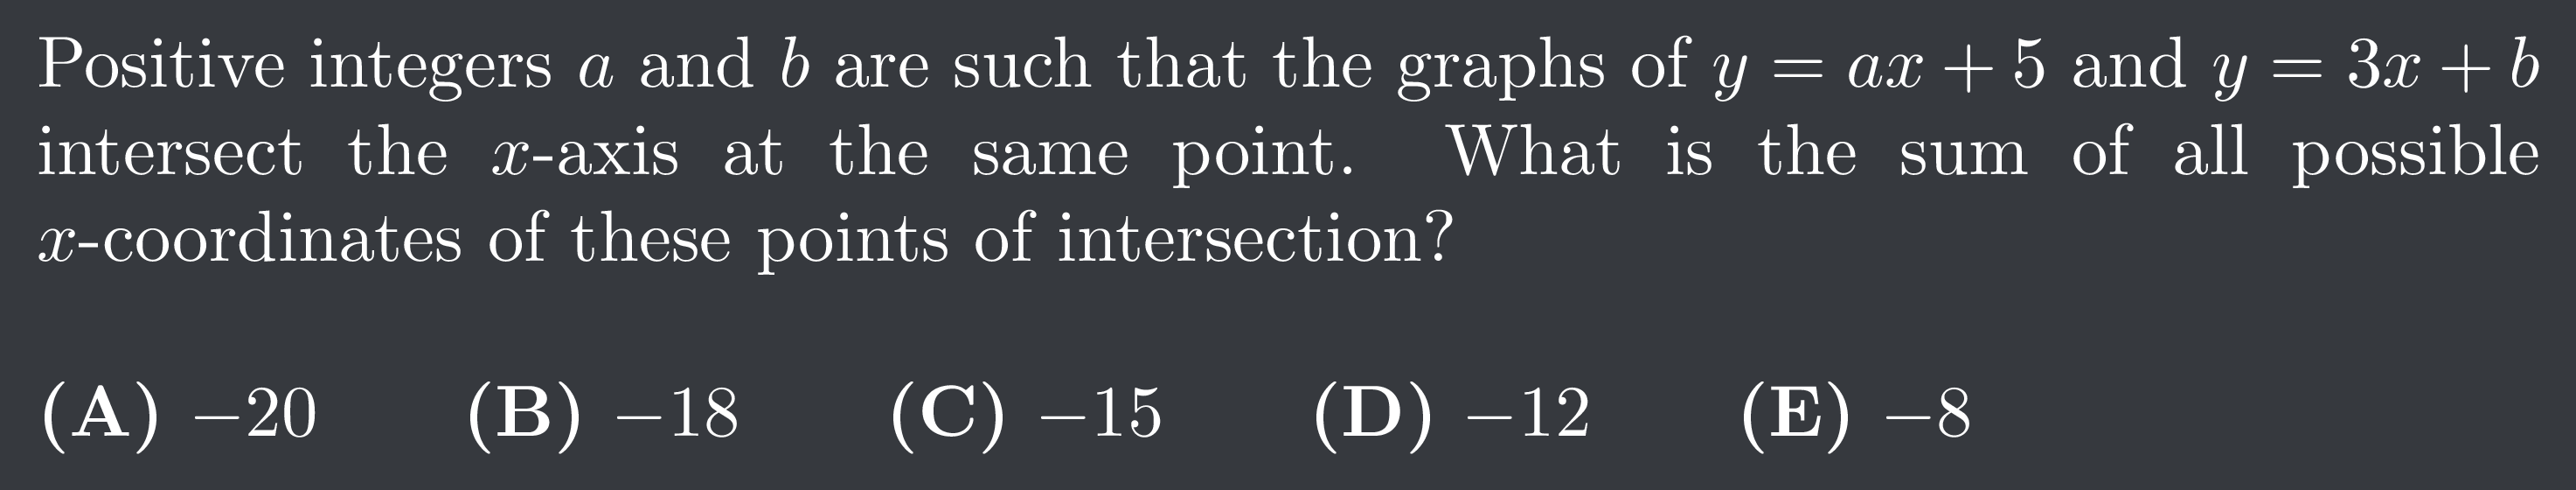 Positive integers a and b are such that the graphs of y = ax + 5 and y = 3x + b
intersect the x-axis at the same point. What is the sum of all possible
x-coordinates of these points of intersection?
(A) −20 (B) −18 (C) −15 (D) −12 (E) −8